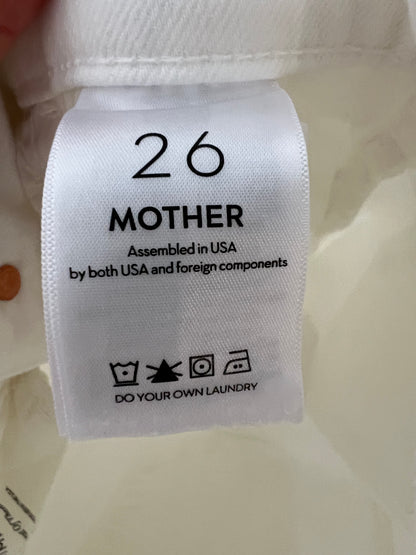 26
MOTHER
Assembled in USA
by both USA and foreign components
DO YOUR OWN LAUNDRY